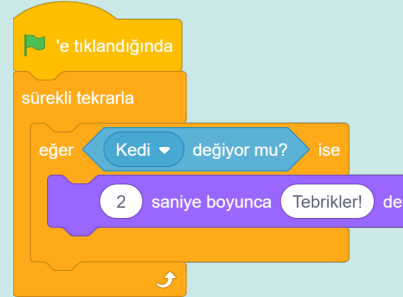 'e tıklandığında
sürekli tekrarla
eğer Kedi değiyor mu? ise
2 saniye boyunca Tebrikler! de